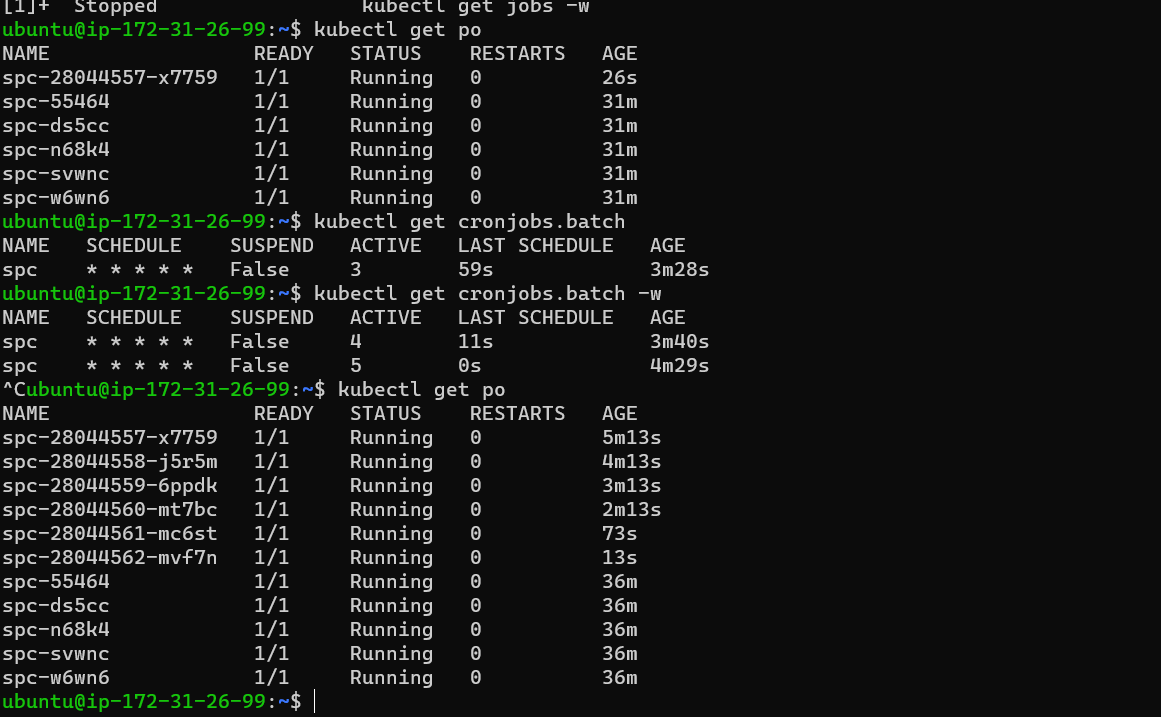 [1]+  Stopped                 kubectl get jobs -w
ubuntu@ip-172-31-26-99:~$ kubectl get po
NAME                 READY   STATUS    RESTARTS   AGE
spc-28044557-x7759   1/1     Running   0          26s
spc-55464            1/1     Running   0          31m
spc-ds5cc            1/1     Running   0          31m
spc-n68k4            1/1     Running   0          31m
spc-svwnc            1/1     Running   0          31m
spc-w6wn6            1/1     Running   0          31m
ubuntu@ip-172-31-26-99:~$ kubectl get cronjobs.batch
NAME   SCHEDULE    SUSPEND   ACTIVE   LAST SCHEDULE   AGE
spc    * * * * *   False     3        59s             3m28s
ubuntu@ip-172-31-26-99:~$ kubectl get cronjobs.batch -w
NAME   SCHEDULE    SUSPEND   ACTIVE   LAST SCHEDULE   AGE
spc    * * * * *   False     4        11s             3m40s
spc    * * * * *   False     5        0s              4m29s
^Cubuntu@ip-172-31-26-99:~$ kubectl get po
NAME                 READY   STATUS    RESTARTS   AGE
spc-28044557-x7759   1/1     Running   0          5m13s
spc-28044558-j5r5m   1/1     Running   0          4m13s
spc-28044559-6ppdk   1/1     Running   0          3m13s
spc-28044560-mt7bc   1/1     Running   0          2m13s
spc-28044561-mc6st   1/1     Running   0          73s
spc-28044562-mvf7n   1/1     Running   0          13s
spc-55464            1/1     Running   0          36m
spc-ds5cc            1/1     Running   0          36m
spc-n68k4            1/1     Running   0          36m
spc-svwnc            1/1     Running   0          36m
spc-w6wn6            1/1     Running   0          36m
ubuntu@ip-172-31-26-99:~$